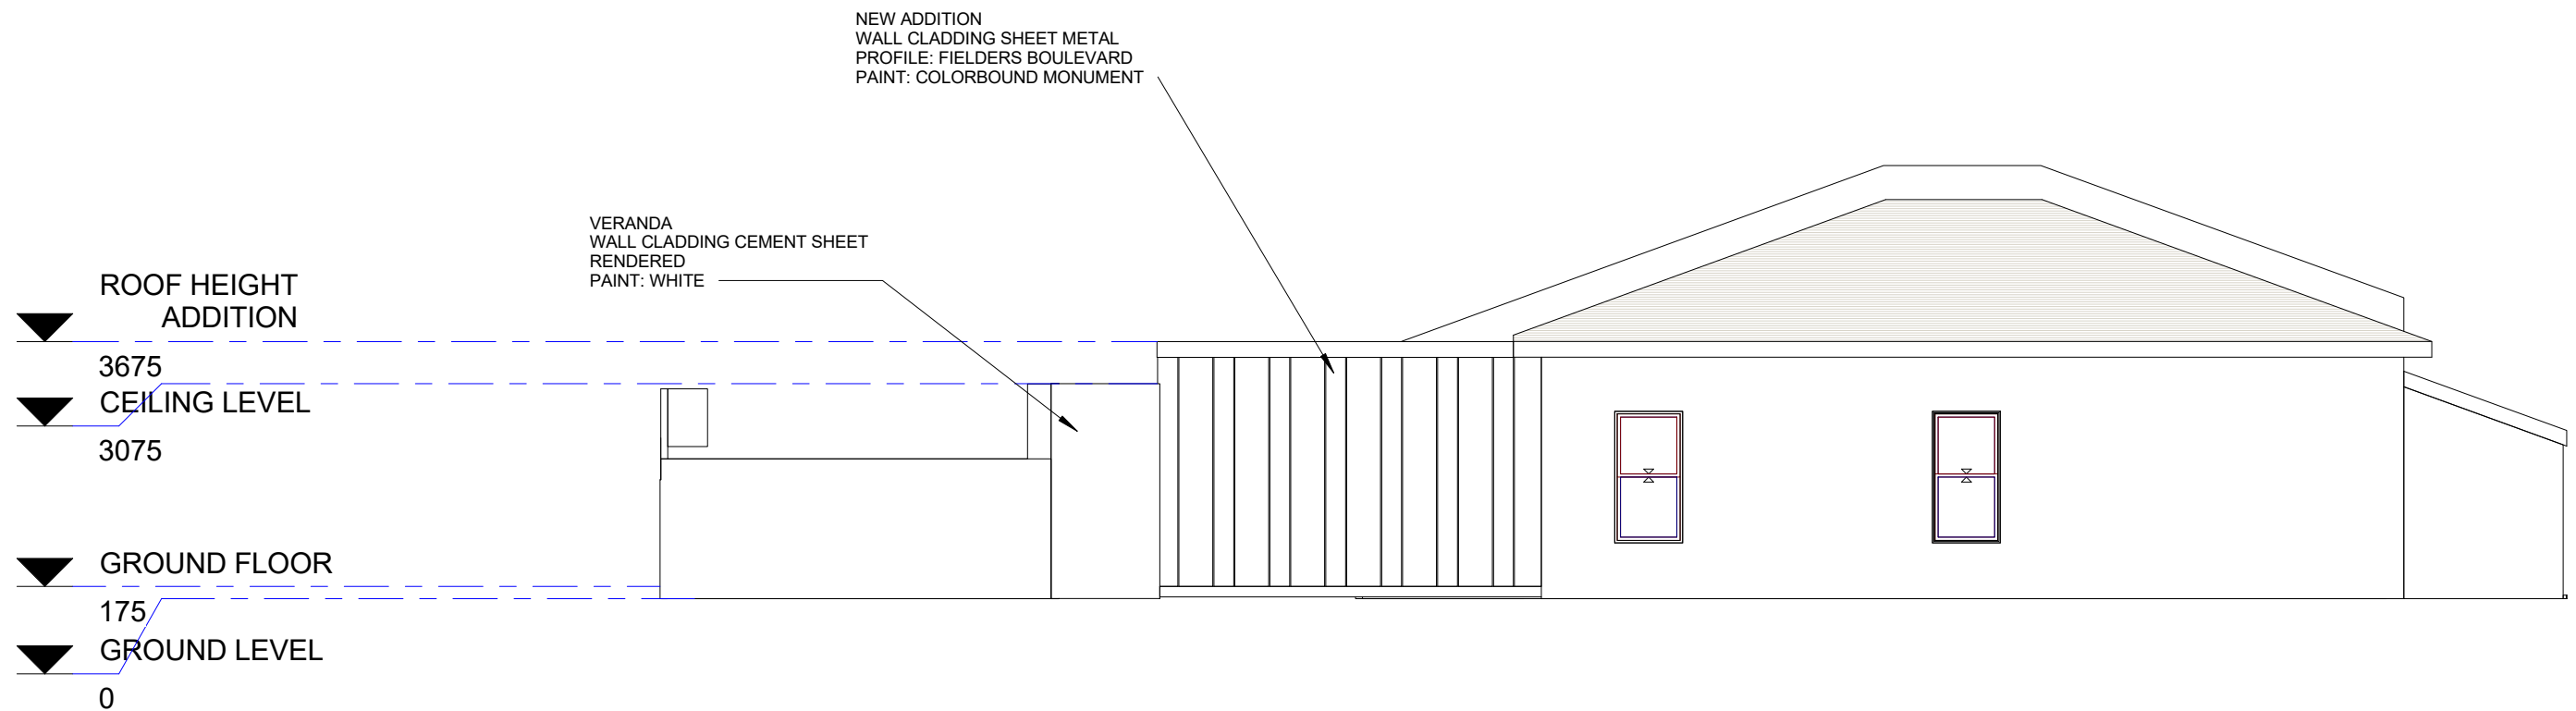 NEW ADDITION
WALL CLADDING SHEET METAL
PROFILE: FIELDERS BOULEVARD
PAINT: COLORBOUND MONUMENT
VERANDA
WALL CLADDING CEMENT SHEET
RENDERED
PAINT: WHITE
ROOF HEIGHT
ADDITION
3675
CEILING LEVEL
3075
GROUND FLOOR
175
GROUND LEVEL
0